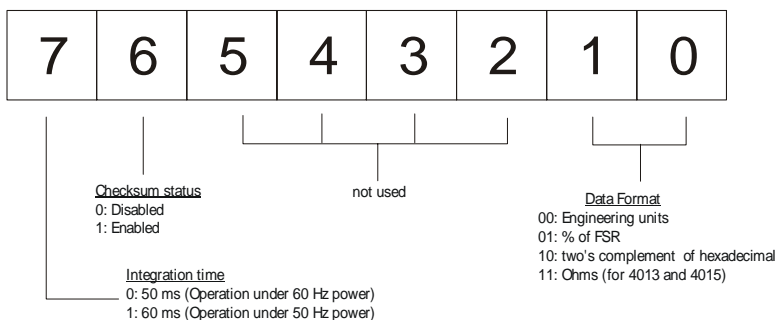 7 6 5 4 3 2 1 0
Checksum status
0: Disabled
1: Enabled
not used
Data Format
00: Engineering units
01: % of FSR
10: two's complement of hexadecimal
11: Ohms (for 4013 and 4015)
Integration time
0: 50 ms (Operation under 60 Hz power)
1: 60 ms (Operation under 50 Hz power)